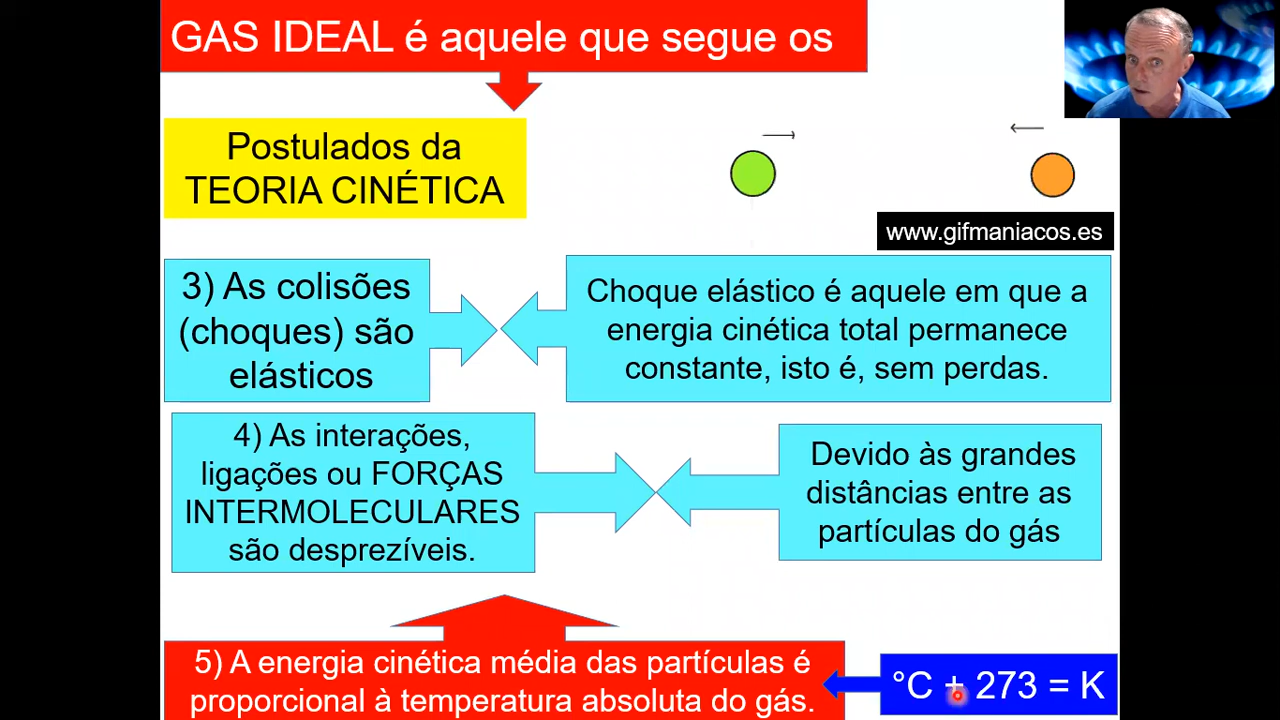 GAS IDEAL é aquele que segue os
Postulados da
TEORIA CINÉTICA
www.gifmaniacos.es
3) As colisões
(choques) são
elásticos
Choque elástico é aquele em que a
energia cinética total permanece
constante, isto é, sem perdas.
4) As interações,
ligações ou FORÇAS
INTERMOLECULARES
são desprezíveis.
Devido às grandes
distâncias entre as
partículas do gás
5) A energia cinética média das partículas é
proporcional à temperatura absoluta do gás.
°C + 273 = K